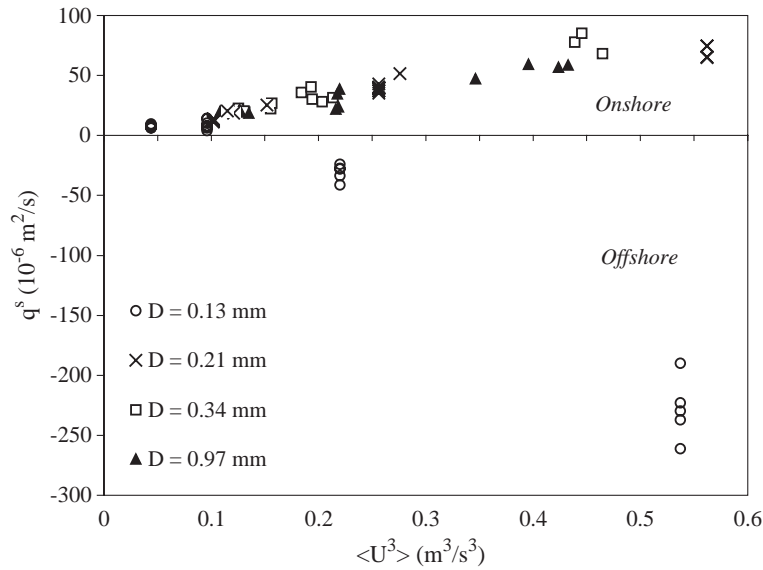 100
50
0
-50
-100
-150
-200
-250
-300
q^s (10^-6 m^2/s)
Onshore
Offshore
D = 0.13 mm
D = 0.21 mm
D = 0.34 mm
D = 0.97 mm
0 0.1 0.2 0.3 0.4 0.5 0.6
<U^3> (m^3/s^3)